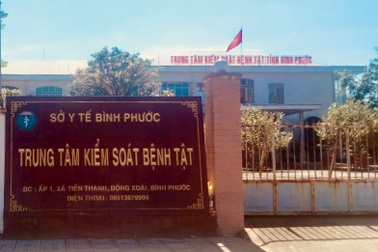 TRUNG TÂM KIỂM SOÁT BỆNH TẬT TỈNH BÌNH PHƯỚC
SỞ Y TẾ BÌNH PHƯỚC
TRUNG TÂM KIỂM SOÁT BỆNH TẬT
ĐC : ẤP 1, XÃ TIẾN THÀNH, ĐỒNG XOÀI, BÌNH PHƯỚC
ĐIỆN THOẠI : 06513879994